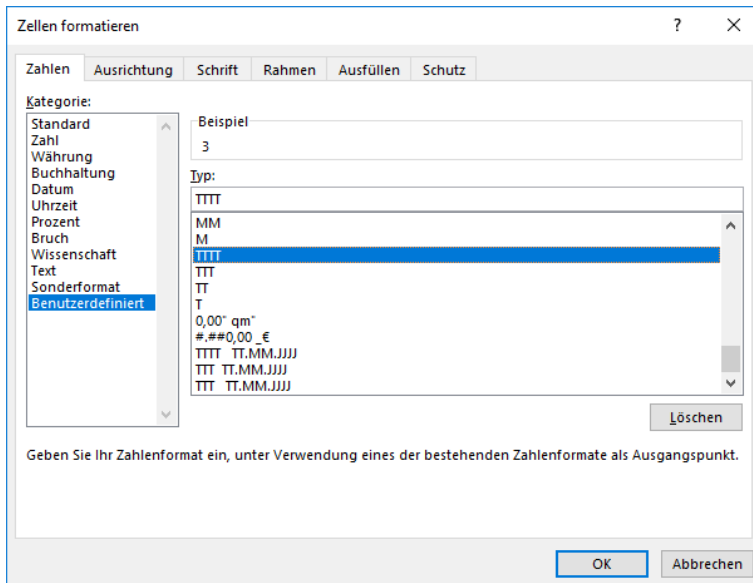 Zellen formatieren
Zahlen Ausrichtung Schrift Rahmen Ausfüllen Schutz
Kategorie:
Standard
Zahl
Währung
Buchhaltung
Datum
Uhrzeit
Prozent
Bruch
Wissenschaft
Text
Sonderformat
Benutzerdefiniert
Beispiel
3
Typ:
TTTT
MM
M
TTTT
TTT
TT
T
0,00" qm"
#.##0,00 _€
TTTT   TT.MM.JJJJ
TTT  TT.MM.JJJJ
TTT   TT.MM.JJJJ
Löschen
Geben Sie Ihr Zahlenformat ein, unter Verwendung eines der bestehenden Zahlenformate als Ausgangspunkt.
OK Abbrechen